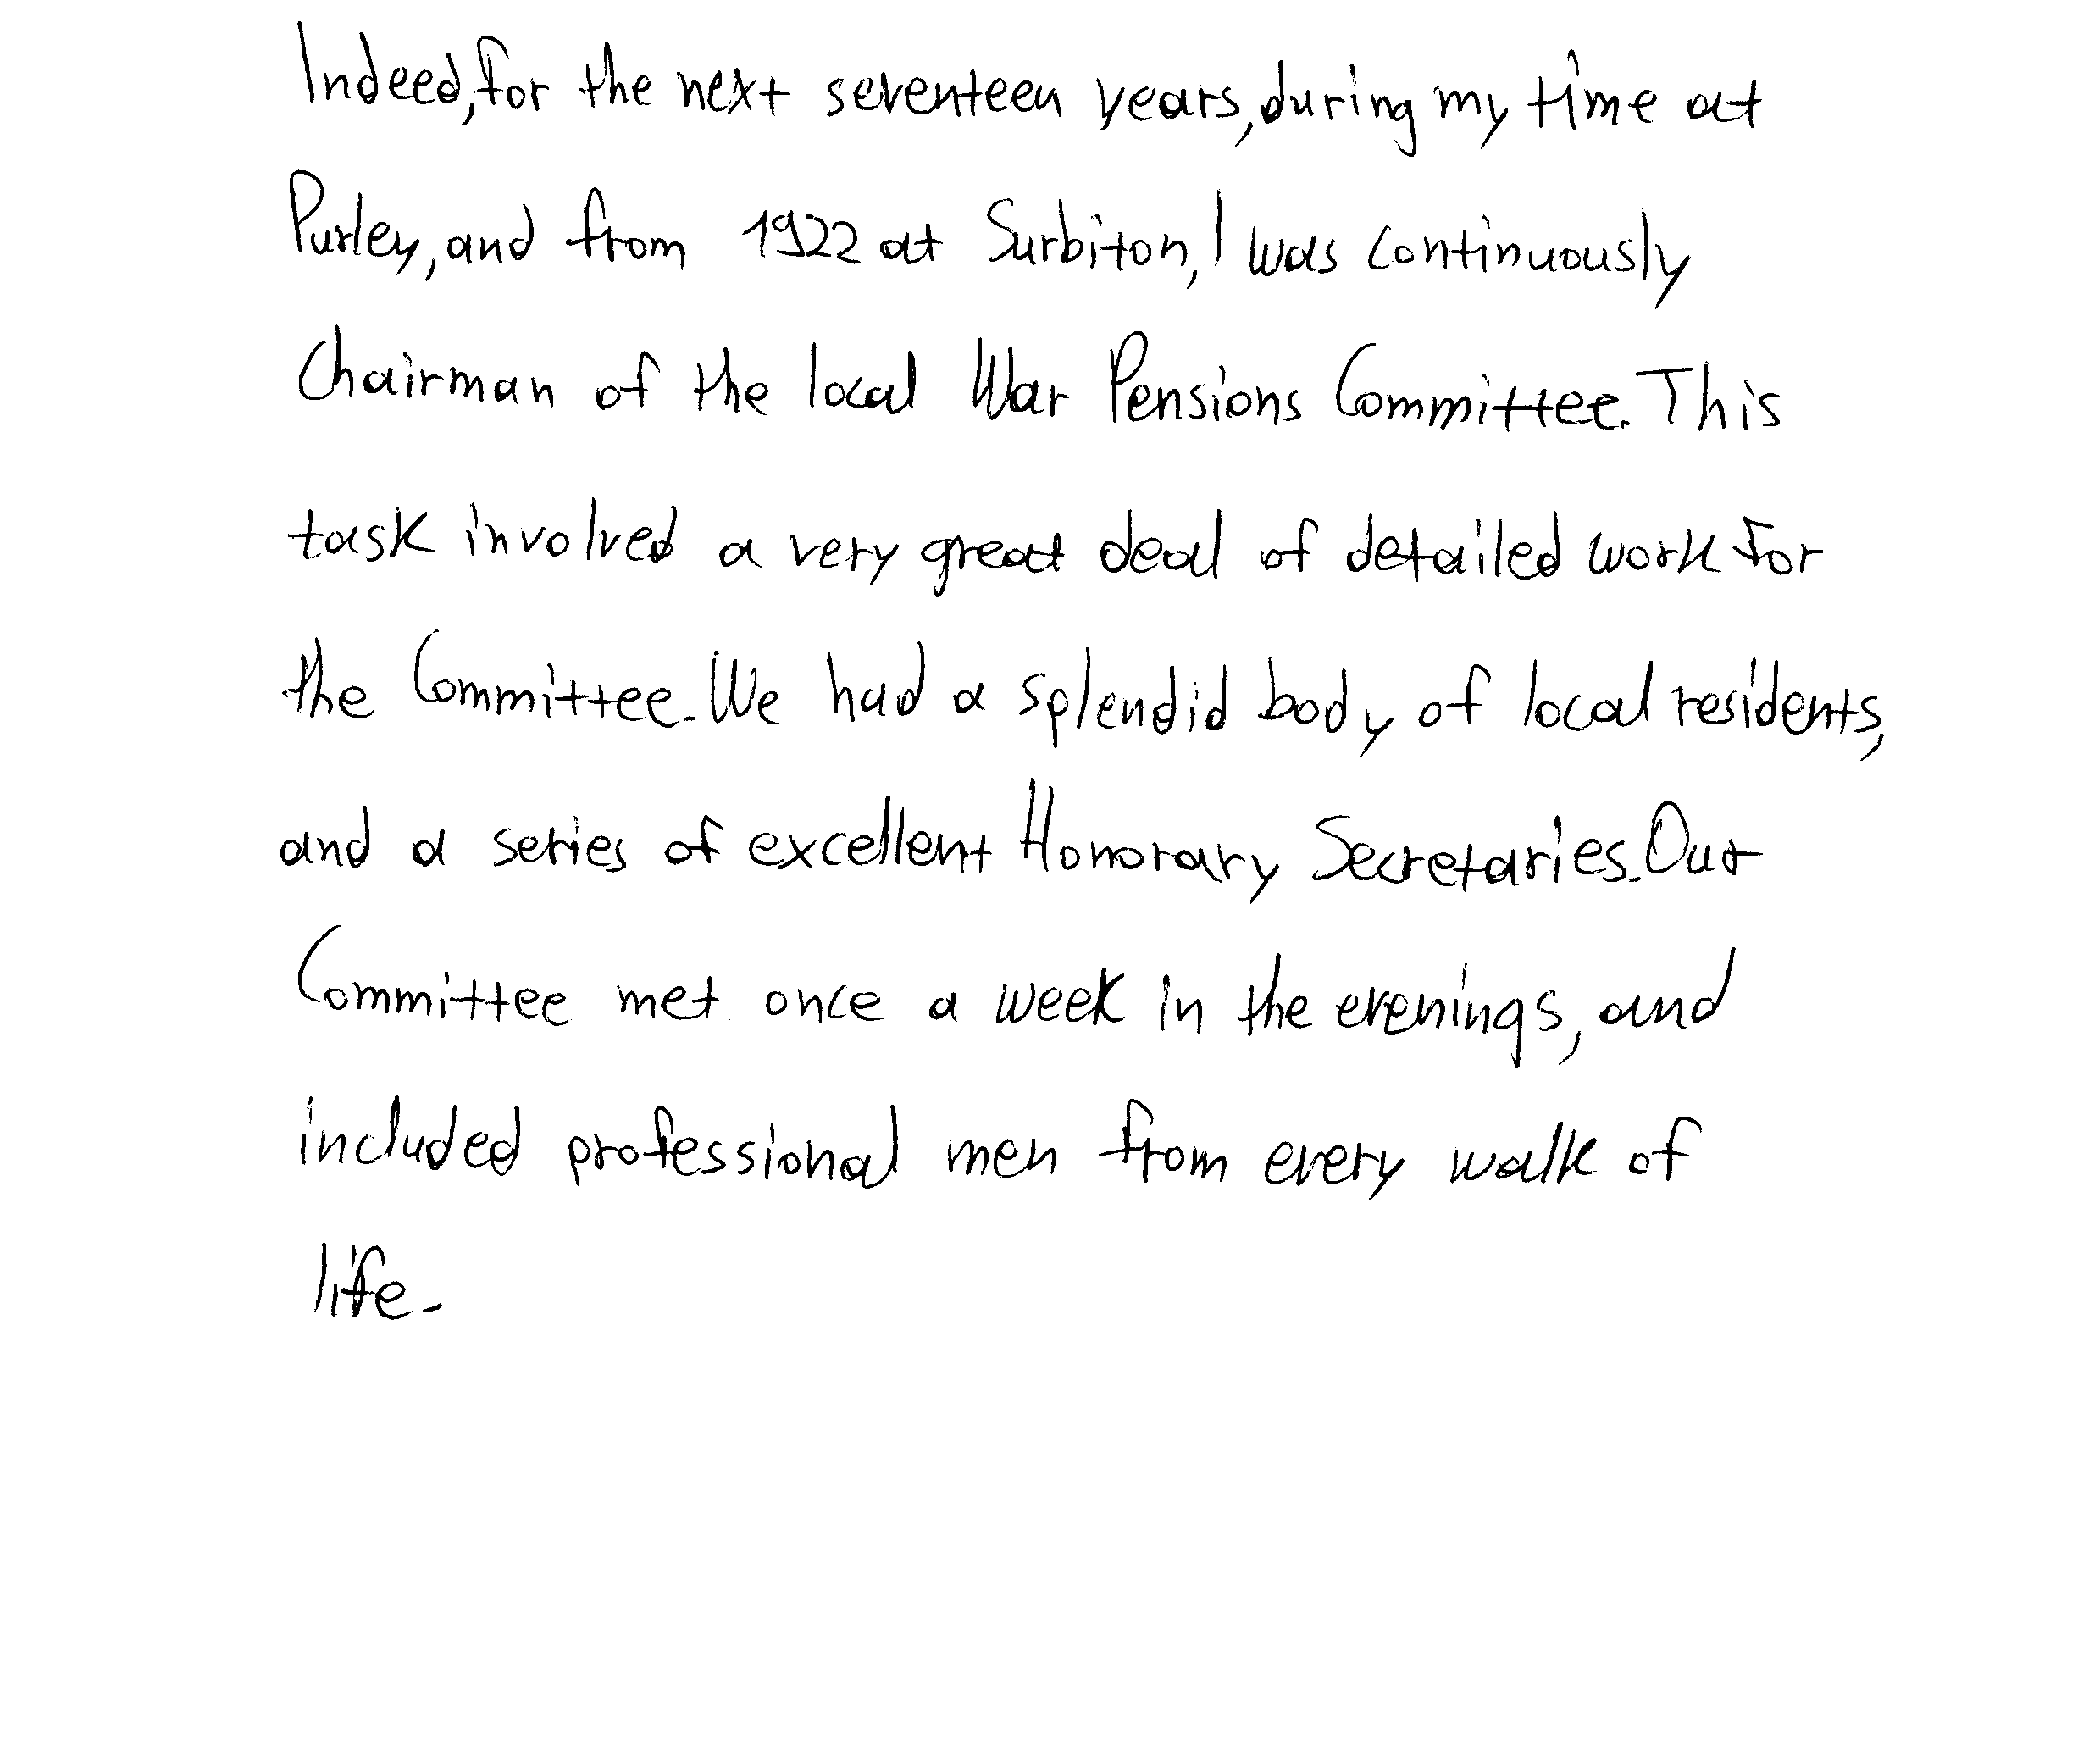 Indeed, for the next seventeen years, during my time at
Purley, and from 1922 at Surbiton, I was continuously
Chairman of the local War Pensions Committee. This
task involved a very great deal of detailed work for
the Committee. We had a splendid body of local residents,
and a series of excellent Honorary Secretaries. Our
Committee met once a week in the evenings, and
included professional men from every walk of
life.